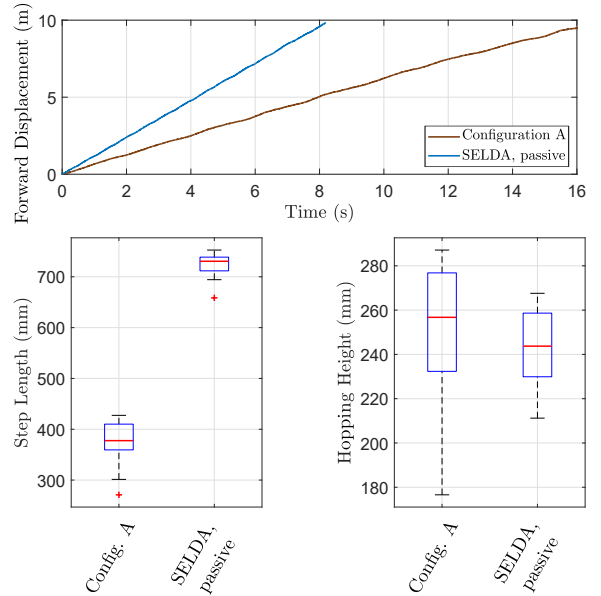 Forward Displacement (m)
10
5
0
0 2 4 6 8 10 12 14 16
Time (s)
Configuration A
SELDA, passive
Step Length (mm)
700
600
500
400
300
Config. A
SELDA,
passive
Hopping Height (mm)
280
260
240
220
200
180
Config. A
SELDA,
passive